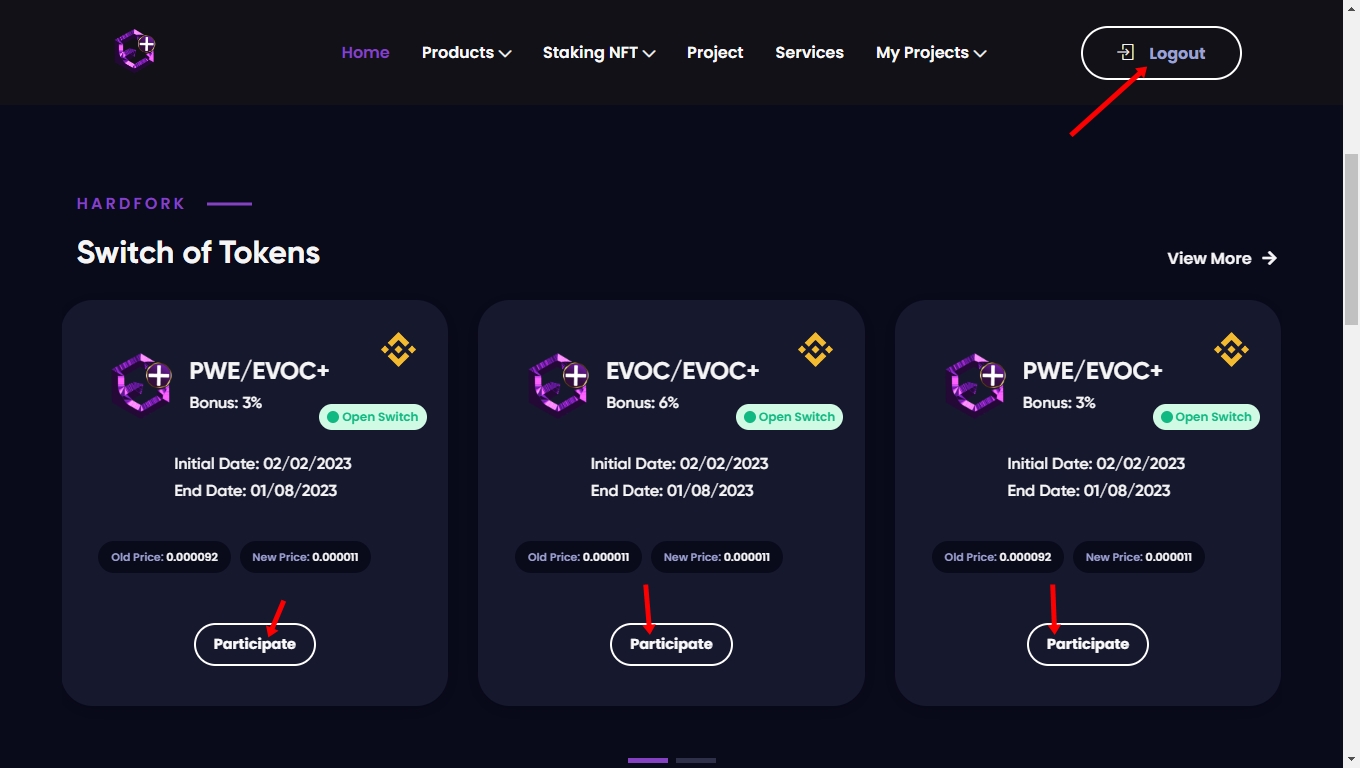 Home Products Staking NFT Project Services My Projects Logout
HARDFORK
Switch of Tokens
View More
PWE/EVOC+
Bonus: 3%
Open Switch
Initial Date: 02/02/2023
End Date: 01/08/2023
Old Price: 0.000092 New Price: 0.000011
Participate
EVOC/EVOC+
Bonus: 6%
Open Switch
Initial Date: 02/02/2023
End Date: 01/08/2023
Old Price: 0.000011 New Price: 0.000011
Participate
PWE/EVOC+
Bonus: 3%
Open Switch
Initial Date: 02/02/2023
End Date: 01/08/2023
Old Price: 0.000092 New Price: 0.000011
Participate